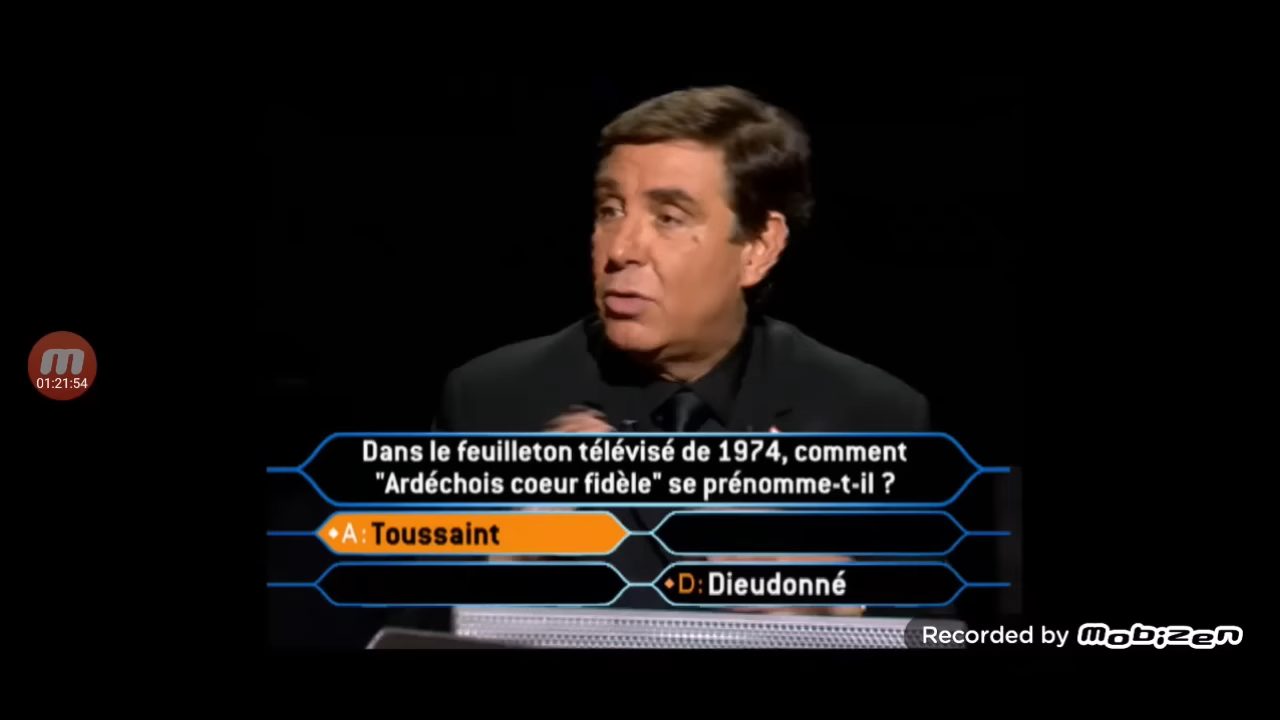 Dans le feuilleton télévisé de 1974, comment
"Ardéchois coeur fidèle" se prénomme-t-il ?
A: Toussaint
D: Dieudonné
01:21:54
Recorded by mobizen